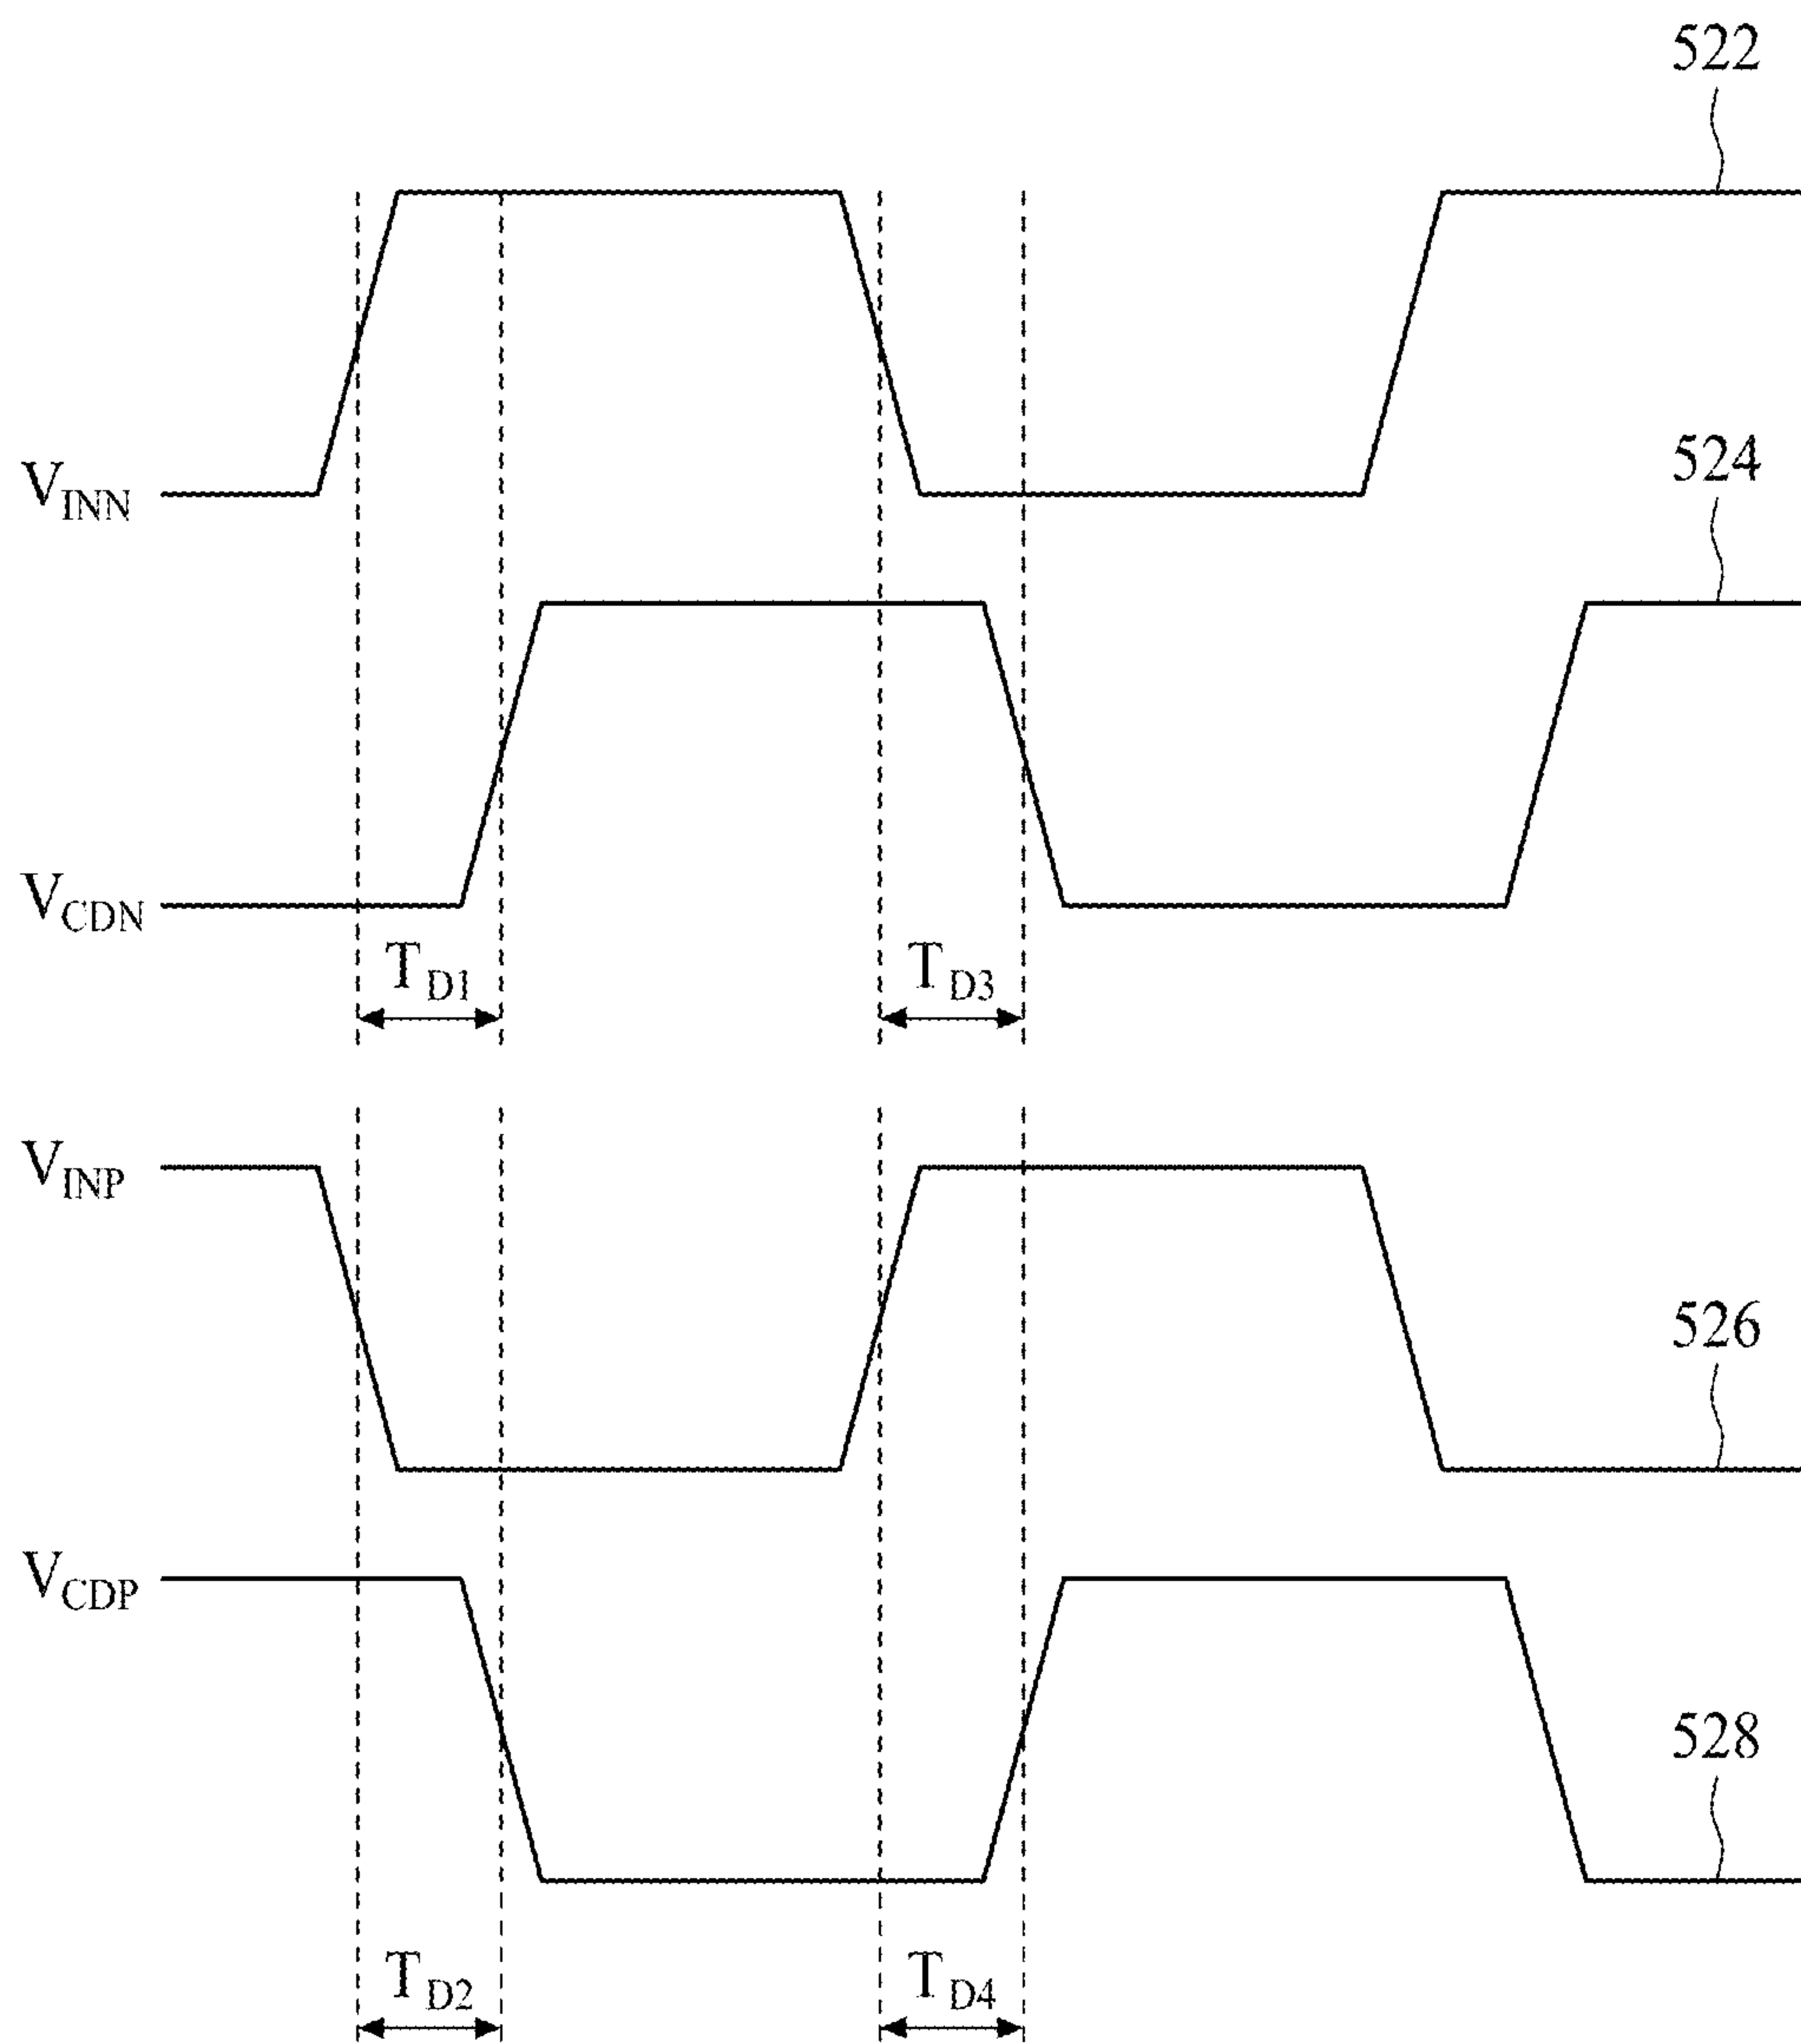 522
V_INN
524
V_CDN
T_D1 T_D3
V_INP
526
V_CDP
528
T_D2 T_D4